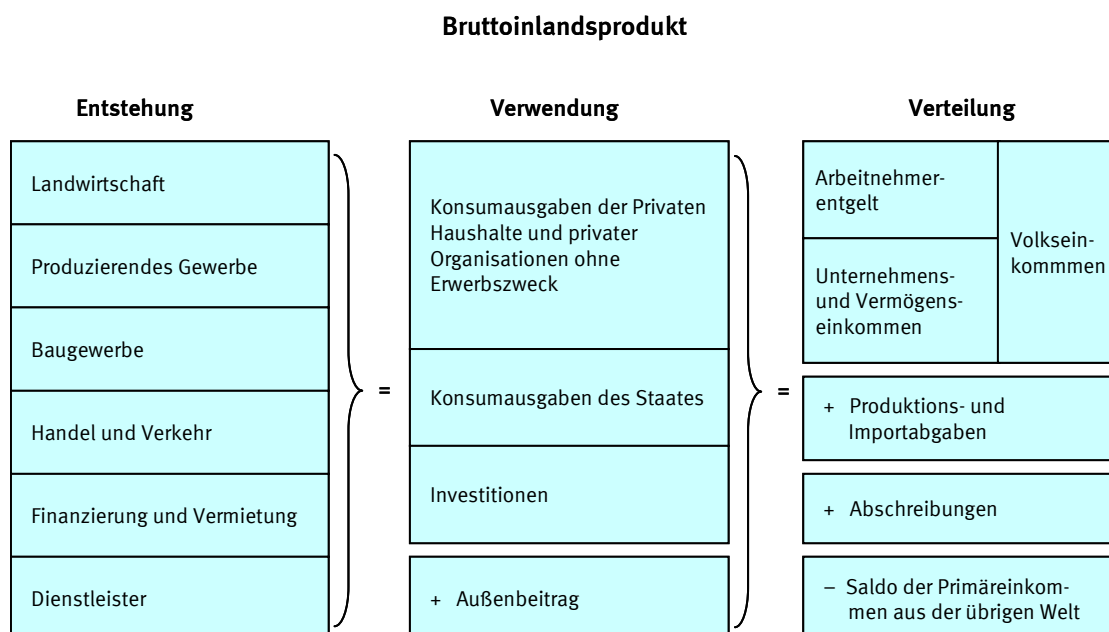 Bruttoinlandsprodukt
Entstehung
Landwirtschaft
Produzierendes Gewerbe
Baugewerbe
Handel und Verkehr
Finanzierung und Vermietung
Dienstleister
=
Verwendung
Konsumausgaben der Privaten
Haushalte und privater
Organisationen ohne
Erwerbszweck
Konsumausgaben des Staates
Investitionen
+ Außenbeitrag
=
Verteilung
Arbeitnehmer-
entgelt
Unternehmens-
und Vermögens-
einkommen
Volksein-
kommmen
+ Produktions- und
Importabgaben
+ Abschreibungen
– Saldo der Primäreinkom-
men aus der übrigen Welt